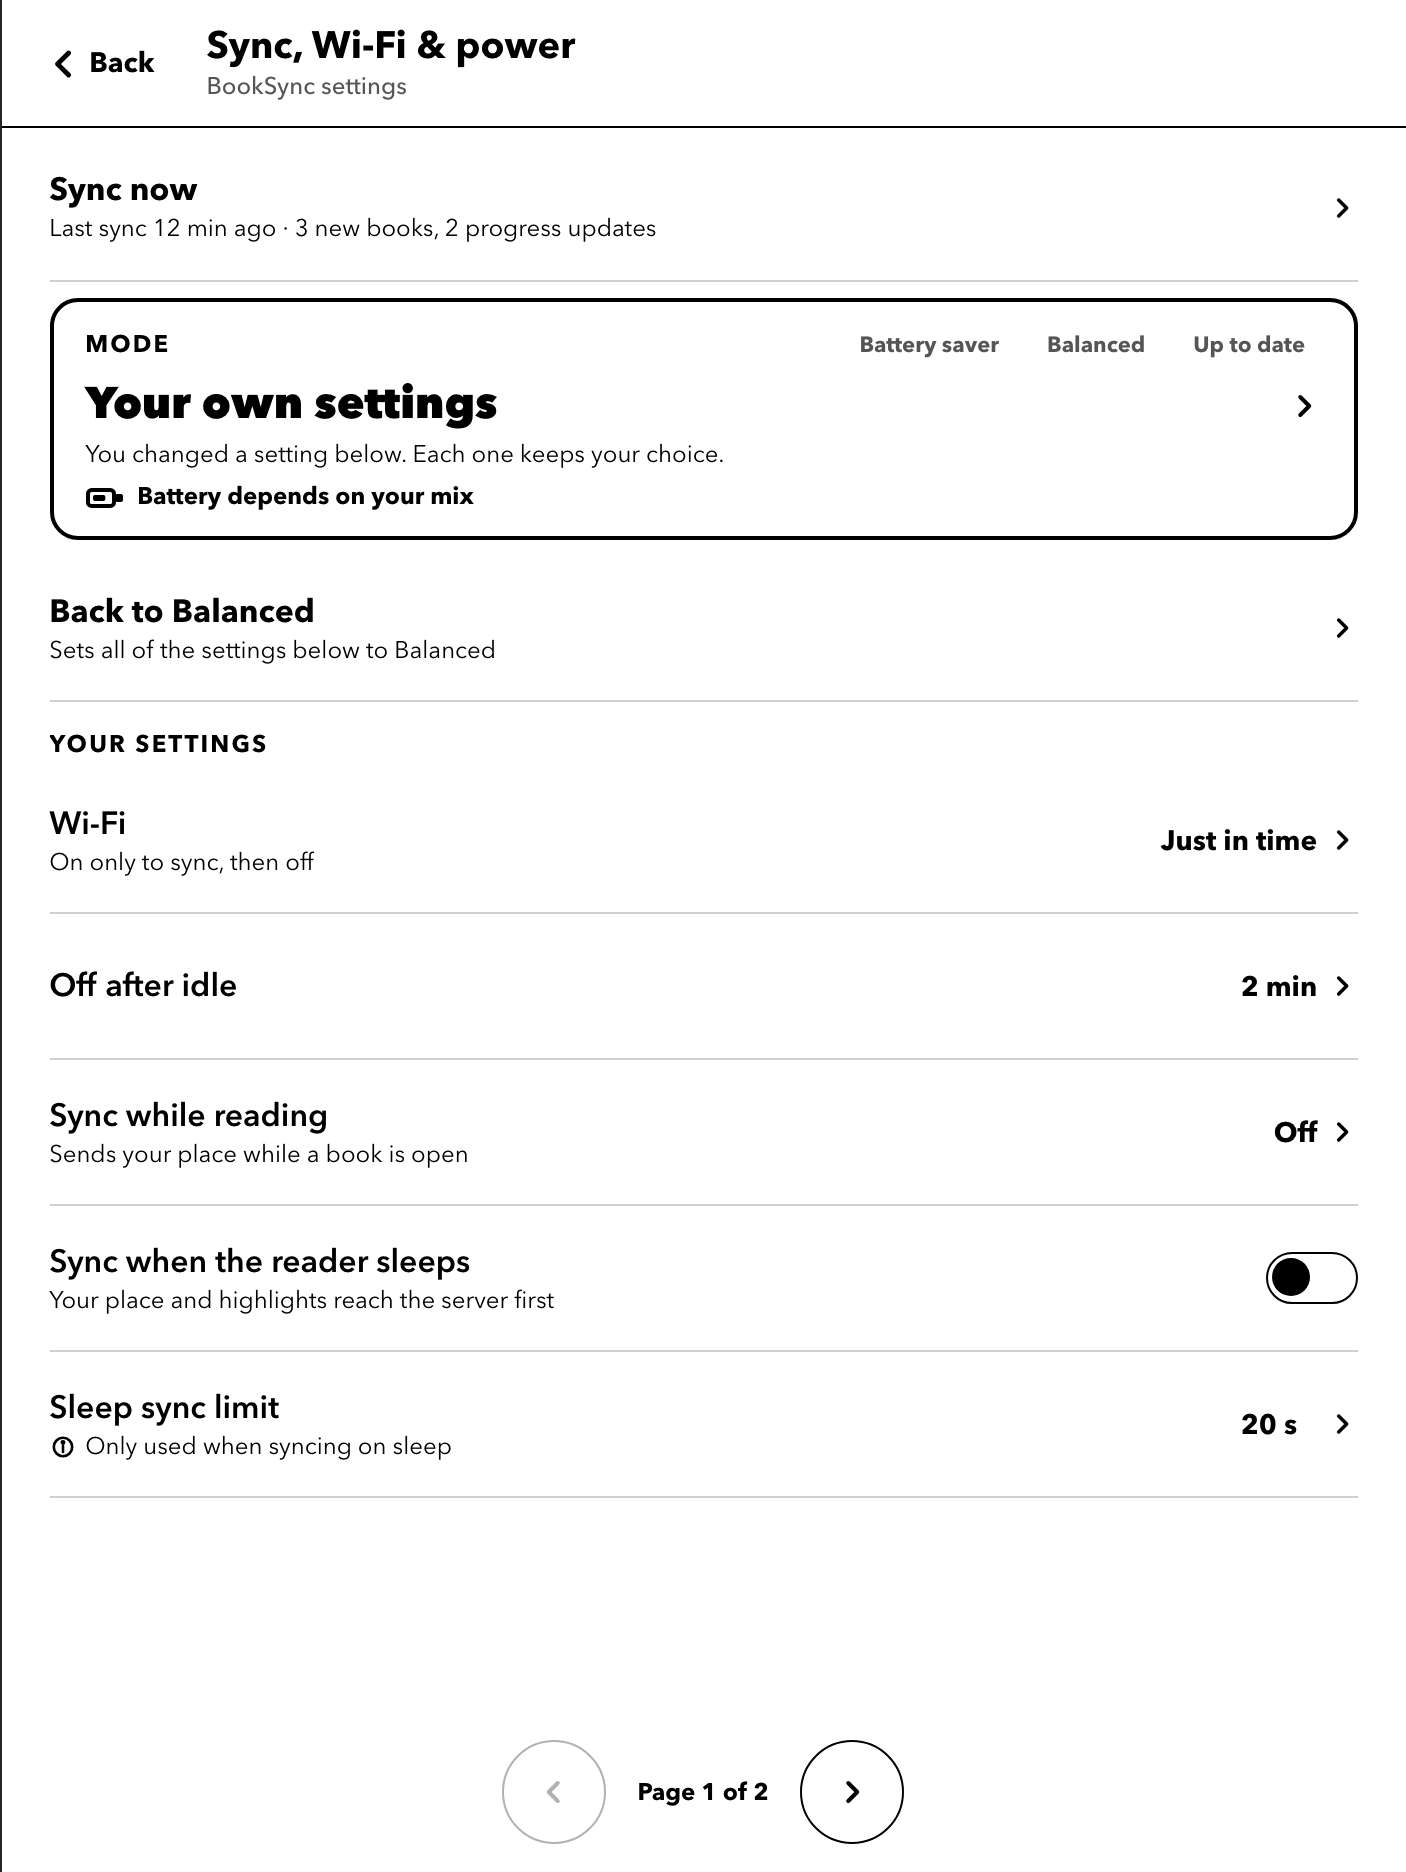 Back
Sync, Wi-Fi & power
BookSync settings
Sync now
Last sync 12 min ago · 3 new books, 2 progress updates
MODE
Battery saver Balanced Up to date
Your own settings
You changed a setting below. Each one keeps your choice.
Battery depends on your mix
Back to Balanced
Sets all of the settings below to Balanced
YOUR SETTINGS
Wi-Fi
On only to sync, then off
Just in time
Off after idle
2 min
Sync while reading
Sends your place while a book is open
Off
Sync when the reader sleeps
Your place and highlights reach the server first
Sleep sync limit
Only used when syncing on sleep
20 s
Page 1 of 2